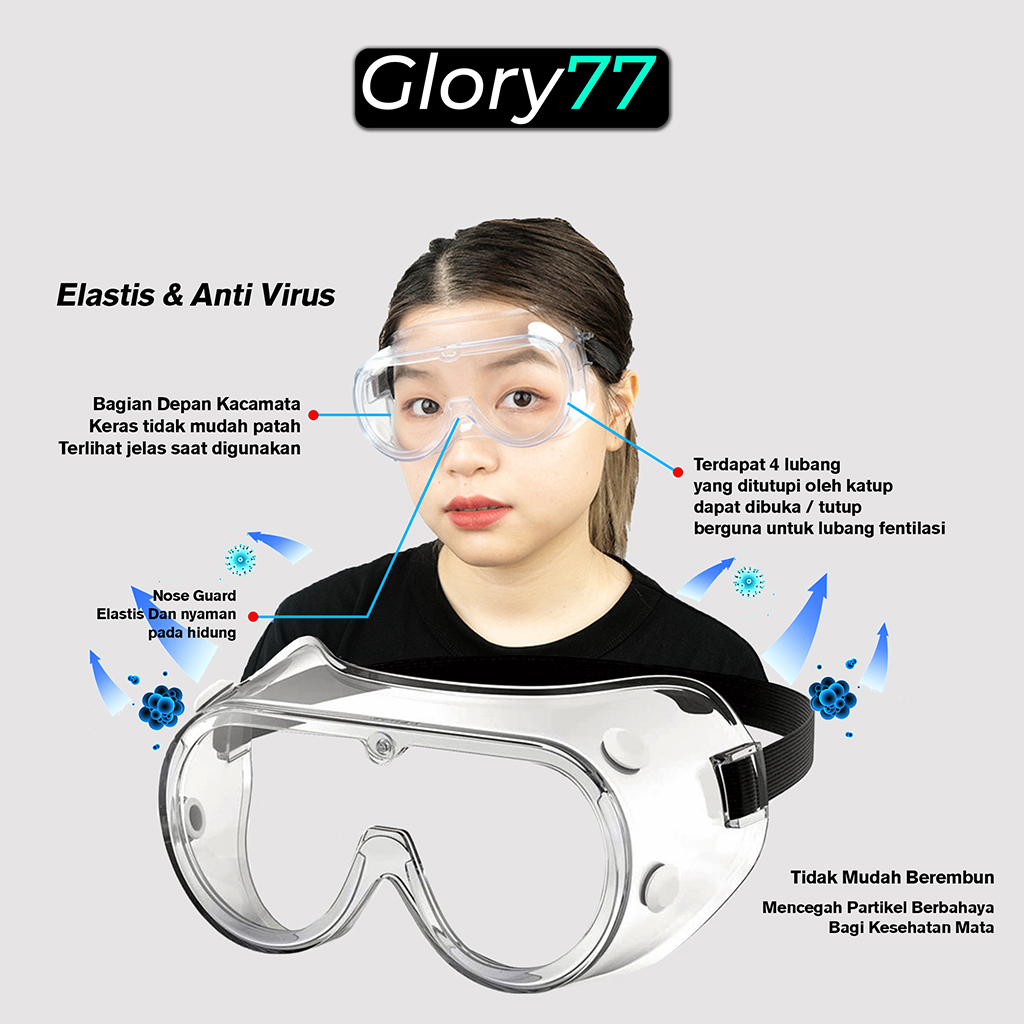 Glory77
Elastis & Anti Virus
Bagian Depan Kacamata
Keras tidak mudah patah
Terlihat jelas saat digunakan
Terdapat 4 lubang
yang ditutupi oleh katup
dapat dibuka / tutup
berguna untuk lubang fentilasi
Nose Guard
Elastis Dan nyaman
pada hidung
Tidak Mudah Berembun
Mencegah Partikel Berbahaya
Bagi Kesehatan Mata